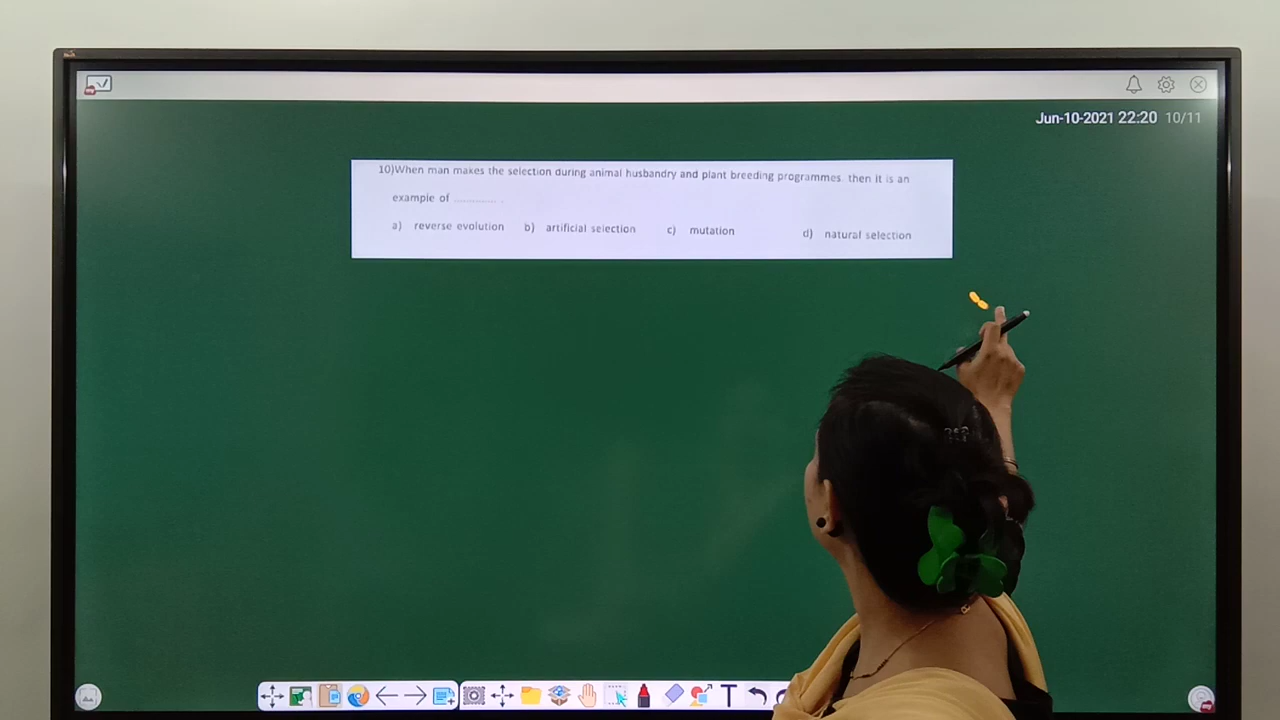 Jun-10-2021 22:20 10/11
10)When man makes the selection during animal husbandry and plant breeding programmes. then it is an
example of ............. .
a) reverse evolution b) artificial selection c) mutation d) natural selection